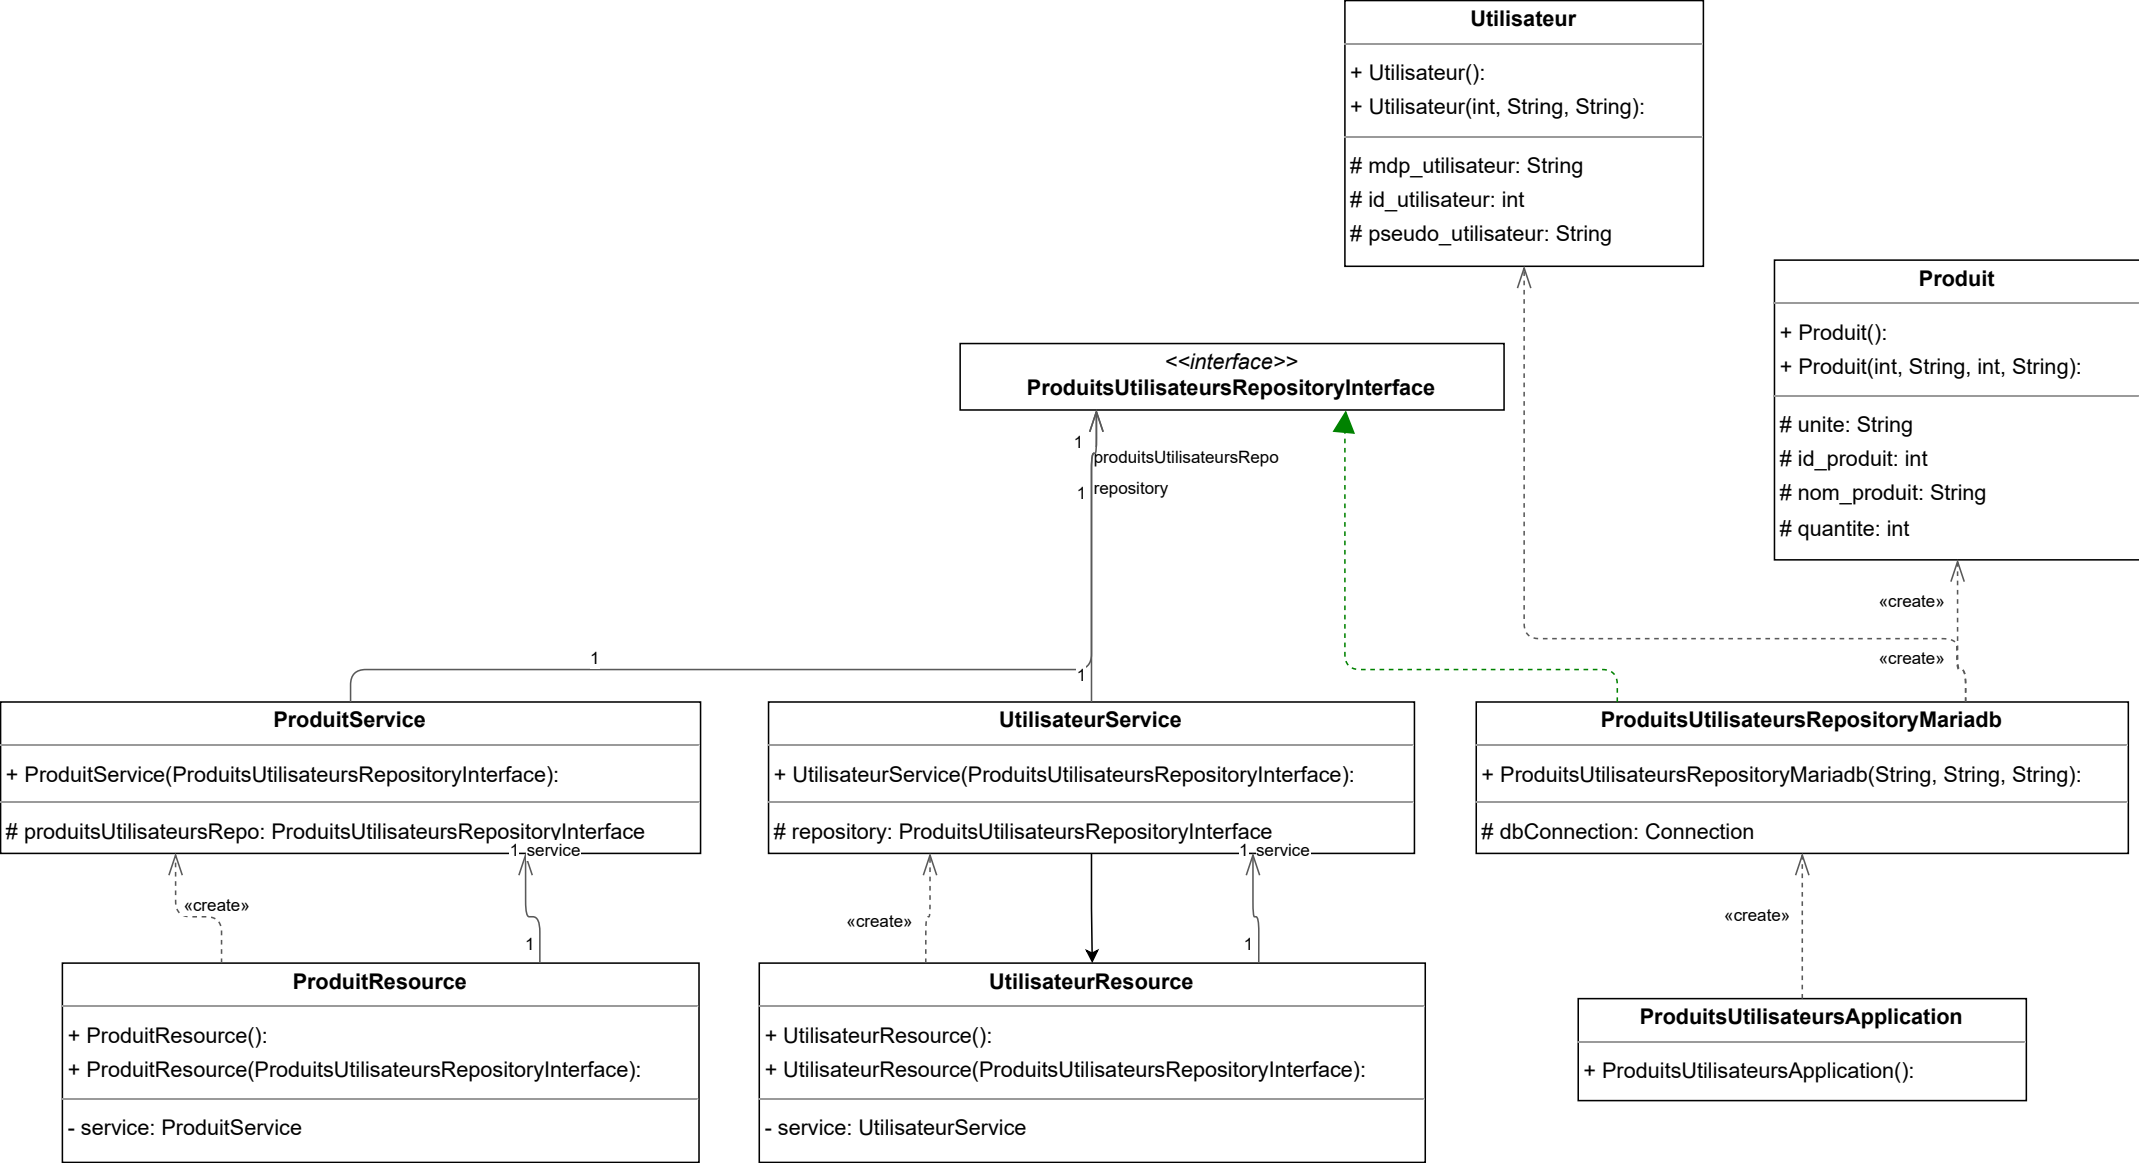 Utilisateur
+ Utilisateur():
+ Utilisateur(int, String, String):
# mdp_utilisateur: String
# id_utilisateur: int
# pseudo_utilisateur: String
Produit
+ Produit():
+ Produit(int, String, int, String):
# unite: String
# id_produit: int
# nom_produit: String
# quantite: int
<<interface>>
ProduitsUtilisateursRepositoryInterface
1
produitsUtilisateursRepo
1
repository
«create»
«create»
1
1
ProduitService
+ ProduitService(ProduitsUtilisateursRepositoryInterface):
# produitsUtilisateursRepo: ProduitsUtilisateursRepositoryInterface
1 service
UtilisateurService
+ UtilisateurService(ProduitsUtilisateursRepositoryInterface):
# repository: ProduitsUtilisateursRepositoryInterface
1 service
ProduitsUtilisateursRepositoryMariadb
+ ProduitsUtilisateursRepositoryMariadb(String, String, String):
# dbConnection: Connection
«create»
1
«create»
1
«create»
ProduitResource
+ ProduitResource():
+ ProduitResource(ProduitsUtilisateursRepositoryInterface):
- service: ProduitService
UtilisateurResource
+ UtilisateurResource():
+ UtilisateurResource(ProduitsUtilisateursRepositoryInterface):
- service: UtilisateurService
ProduitsUtilisateursApplication
+ ProduitsUtilisateursApplication():